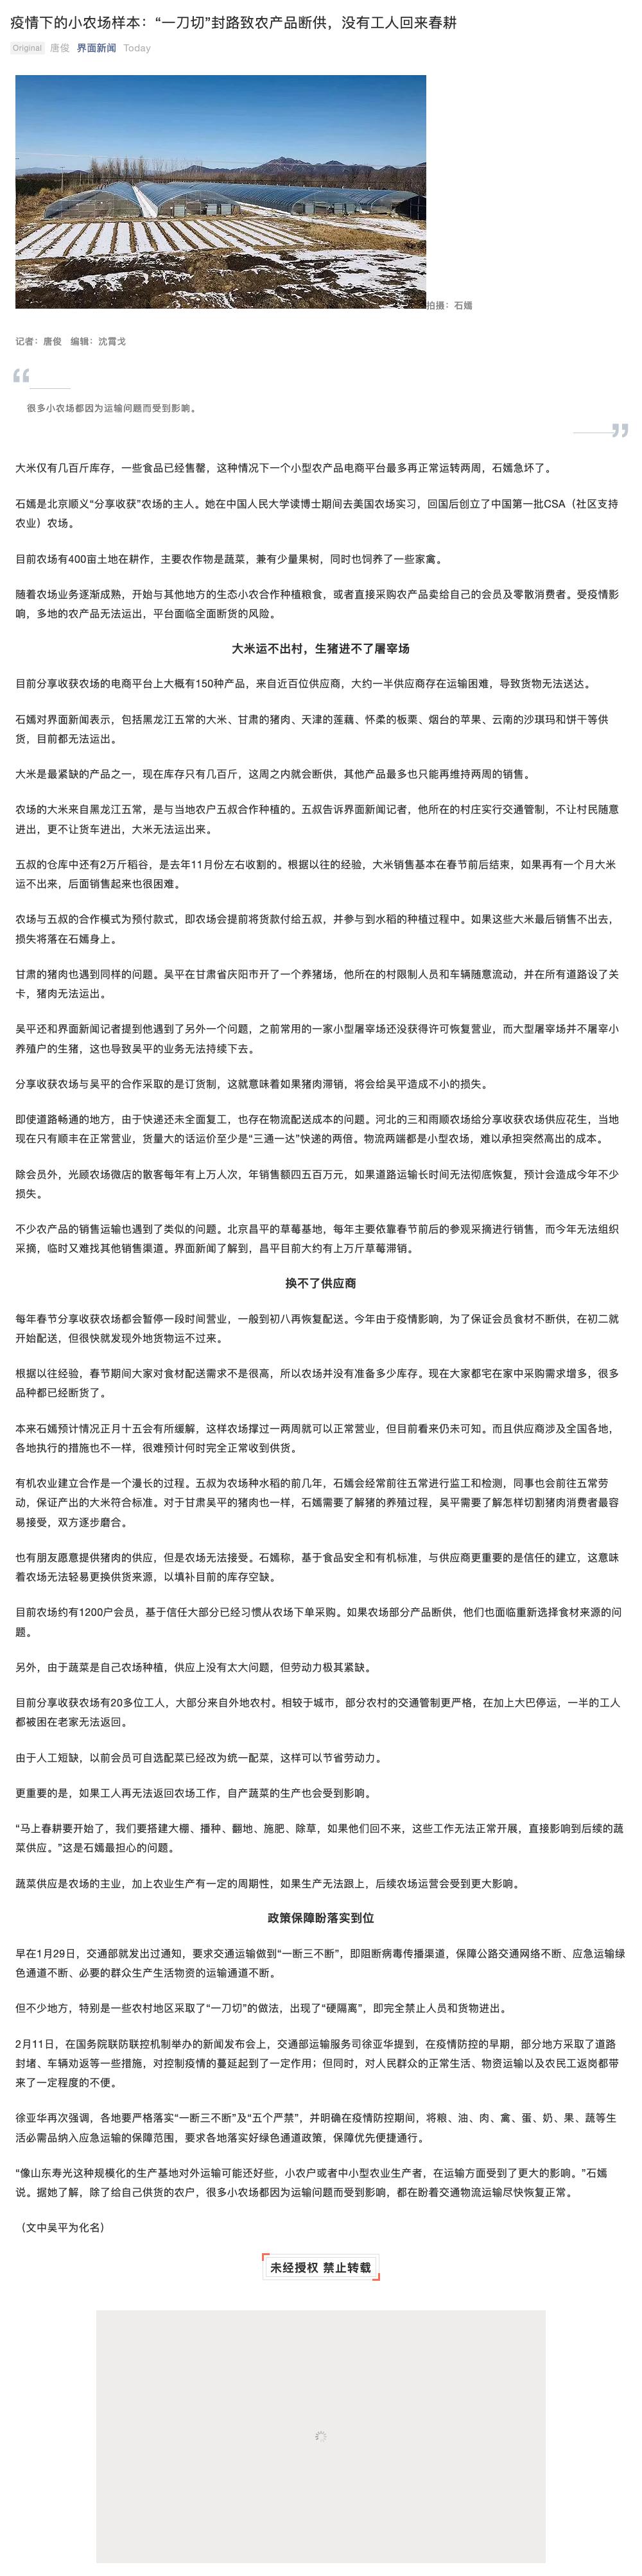 疫情下的小农场样本：“一刀切”封路致农产品断供，没有工人回来春耕
Original 唐俊 界面新闻 Today
拍摄：石嫣
记者：唐俊 编辑：沈霄戈
“
很多小农场都因为运输问题而受到影响。
”
大米仅有几百斤库存，一些食品已经售罄，这种情况下一个小型农产品电商平台最多再正常运转两周，石嫣急坏了。
石嫣是北京顺义“分享收获”农场的主人。她在中国人民大学读博士期间去美国农场实习，回国后创立了中国第一批CSA（社区支持
农业）农场。
目前农场有400亩土地在耕作，主要农作物是蔬菜，兼有少量果树，同时也饲养了一些家禽。
随着农场业务逐渐成熟，开始与其他地方的生态小农合作种植粮食，或者直接采购农产品卖给自己的会员及零散消费者。受疫情影
响，多地的农产品无法运出，平台面临全面断货的风险。
大米运不出村，生猪进不了屠宰场
目前分享收获农场的电商平台上大概有150种产品，来自近百位供应商，大约一半供应商存在运输困难，导致货物无法送达。
石嫣对界面新闻表示，包括黑龙江五常的大米、甘肃的猪肉、天津的莲藕、怀柔的板栗、烟台的苹果、云南的沙琪玛和饼干等供
货，目前都无法运出。
大米是最紧缺的产品之一，现在库存只有几百斤，这周之内就会断供，其他产品最多也只能再维持两周的销售。
农场的大米来自黑龙江五常，是与当地农户五叔合作种植的。五叔告诉界面新闻记者，他所在的村庄实行交通管制，不让村民随意
进出，更不让货车进出，大米无法运出来。
五叔的仓库中还有2万斤稻谷，是去年11月份左右收割的。根据以往的经验，大米销售基本在春节前后结束，如果再有一个月大米
运不出来，后面销售起来也很困难。
农场与五叔的合作模式为预付款式，即农场会提前将货款付给五叔，并参与到水稻的种植过程中。如果这些大米最后销售不出去，
损失将落在石嫣身上。
甘肃的猪肉也遇到同样的问题。吴平在甘肃省庆阳市开了一个养猪场，他所在的村限制人员和车辆随意流动，并在所有道路设了关
卡，猪肉无法运出。
吴平还和界面新闻记者提到他遇到了另外一个问题，之前常用的一家小型屠宰场还没获得许可恢复营业，而大型屠宰场并不屠宰小
养殖户的生猪，这也导致吴平的业务无法持续下去。
分享收获农场与吴平的合作采取的是订货制，这就意味着如果猪肉滞销，将会给吴平造成不小的损失。
即使道路畅通的地方，由于快递还未全面复工，也存在物流配送成本的问题。河北的三和雨顺农场给分享收获农场供应花生，当地
现在只有顺丰在正常营业，货量大的话运价至少是“三通一达”快递的两倍。物流两端都是小型农场，难以承担突然高出的成本。
除会员外，光顾农场微店的散客每年有上万人次，年销售额四五百万元，如果道路运输长时间无法彻底恢复，预计会造成今年不少
损失。
不少农产品的销售运输也遇到了类似的问题。北京昌平的草莓基地，每年主要依靠春节前后的参观采摘进行销售，而今年无法组织
采摘，临时又难找其他销售渠道。界面新闻了解到，昌平目前大约有上万斤草莓滞销。
换不了供应商
每年春节分享收获农场都会暂停一段时间营业，一般到初八再恢复配送。今年由于疫情影响，为了保证会员食材不断供，在初二就
开始配送，但很快就发现外地货物运不过来。
根据以往经验，春节期间大家对食材配送需求不是很高，所以农场并没有准备多少库存。现在大家都宅在家中采购需求增多，很多
品种都已经断货了。
本来石嫣预计情况正月十五会有所缓解，这样农场撑过一两周就可以正常营业，但目前看来仍未可知。而且供应商涉及全国各地，
各地执行的措施也不一样，很难预计何时完全正常收到供货。
有机农业建立合作是一个漫长的过程。五叔为农场种水稻的前几年，石嫣会经常前往五常进行监工和检测，同事也会前往五常劳
动，保证产出的大米符合标准。对于甘肃吴平的猪肉也一样，石嫣需要了解猪的养殖过程，吴平需要了解怎样切割猪肉消费者最容
易接受，双方逐步磨合。
也有朋友愿意提供猪肉的供应，但是农场无法接受。石嫣称，基于食品安全和有机标准，与供应商更重要的是信任的建立，这意味
着农场无法轻易更换供货来源，以填补目前的库存空缺。
目前农场约有1200户会员，基于信任大部分已经习惯从农场下单采购。如果农场部分产品断供，他们也面临重新选择食材来源的问
题。
另外，由于蔬菜是自己农场种植，供应上没有太大问题，但劳动力极其紧缺。
目前分享收获农场有20多位工人，大部分来自外地农村。相较于城市，部分农村的交通管制更严格，在加上大巴停运，一半的工人
都被困在老家无法返回。
由于人工短缺，以前会员可自选配菜已经改为统一配菜，这样可以节省劳动力。
更重要的是，如果工人再无法返回农场工作，自产蔬菜的生产也会受到影响。
“马上春耕要开始了，我们要搭建大棚、播种、翻地、施肥、除草，如果他们回不来，这些工作无法正常开展，直接影响到后续的蔬
菜供应。”这是石嫣最担心的问题。
蔬菜供应是农场的主业，加上农业生产有一定的周期性，如果生产无法跟上，后续农场运营会受到更大影响。
政策保障盼落实到位
早在1月29日，交通部就发出过通知，要求交通运输做到“一断三不断”，即阻断病毒传播渠道，保障公路交通网络不断、应急运输绿
色通道不断、必要的群众生产生活物资的运输通道不断。
但不少地方，特别是一些农村地区采取了“一刀切”的做法，出现了“硬隔离”，即完全禁止人员和货物进出。
2月11日，在国务院联防联控机制举办的新闻发布会上，交通部运输服务司徐亚华提到，在疫情防控的早期，部分地方采取了道路
封堵、车辆劝返等一些措施，对控制疫情的蔓延起到了一定作用；但同时，对人民群众的正常生活、物资运输以及农民工返岗都带
来了一定程度的不便。
徐亚华再次强调，各地要严格落实“一断三不断”及“五个严禁”，并明确在疫情防控期间，将粮、油、肉、禽、蛋、奶、果、蔬等生
活必需品纳入应急运输的保障范围，要求各地落实好绿色通道政策，保障优先便捷通行。
“像山东寿光这种规模化的生产基地对外运输可能还好些，小农户或者中小型农业生产者，在运输方面受到了更大的影响。”石嫣
说。据她了解，除了给自己供货的农户，很多小农场都因为运输问题而受到影响，都在盼着交通物流运输尽快恢复正常。
（文中吴平为化名）
未经授权 禁止转载